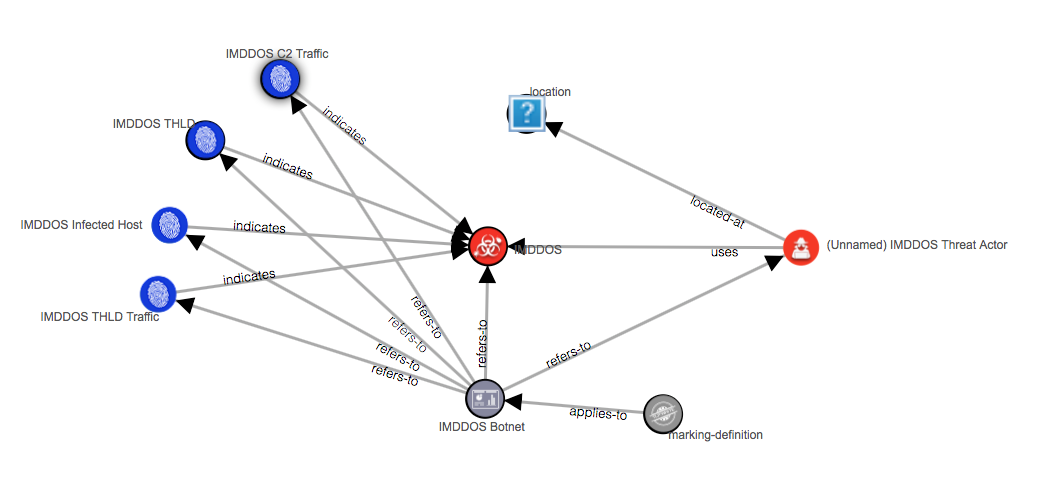 IMDDOS C2 Traffic
location
indicates
IMDDOS THLD
indicates
located-at
IMDDOS Infected Host
indicates
IMDDOS
uses
(Unnamed) IMDDOS Threat Actor
indicates
IMDDOS THLD Traffic
refers-to
refers-to
refers-to
refers-to
refers-to
refers-to
IMDDOS Botnet
applies-to
marking-definition
?